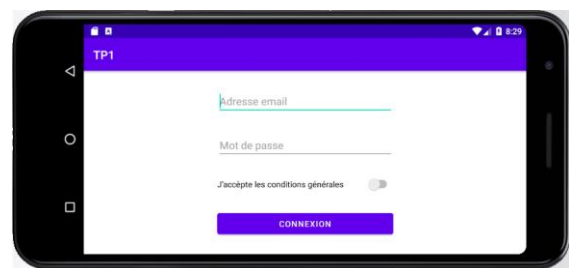 8:29
TP1
Adresse email
Mot de passe
J'accèpte les conditions générales
CONNEXION